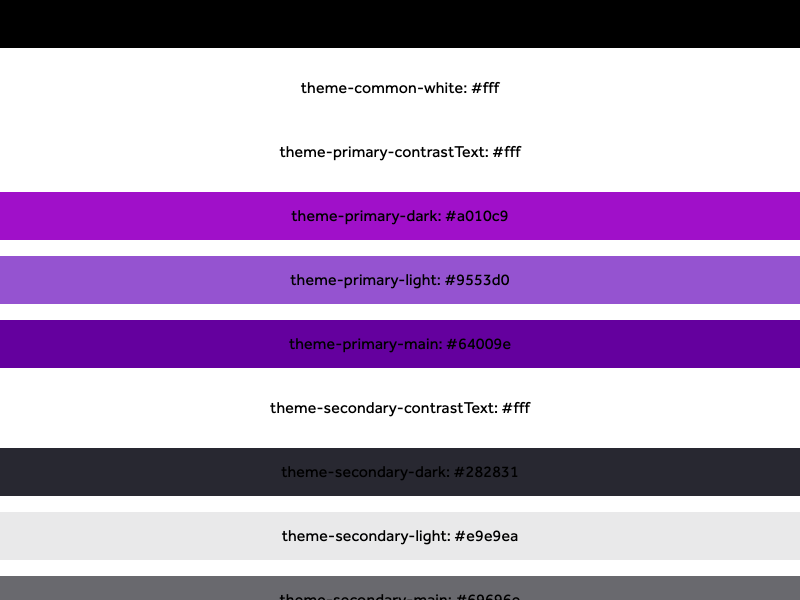 theme-common-white: #fff
theme-primary-contrastText: #fff
theme-primary-dark: #a010c9
theme-primary-light: #9553d0
theme-primary-main: #64009e
theme-secondary-contrastText: #fff
theme-secondary-dark: #282831
theme-secondary-light: #e9e9ea
theme-secondary-main: #69696e